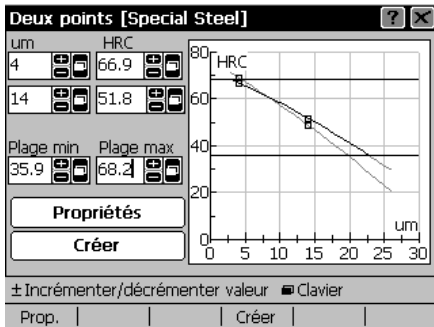 Deux points [Special Steel] ? X
um HRC
4 66.9
14 51.8
Plage min Plage max
35.9 68.2
Propriétés
Créer
80 HRC
60
40
20
0
um
0 5 10 15 20 25 30
±Incrémenter/décrémenter valeur Clavier
Prop. Créer